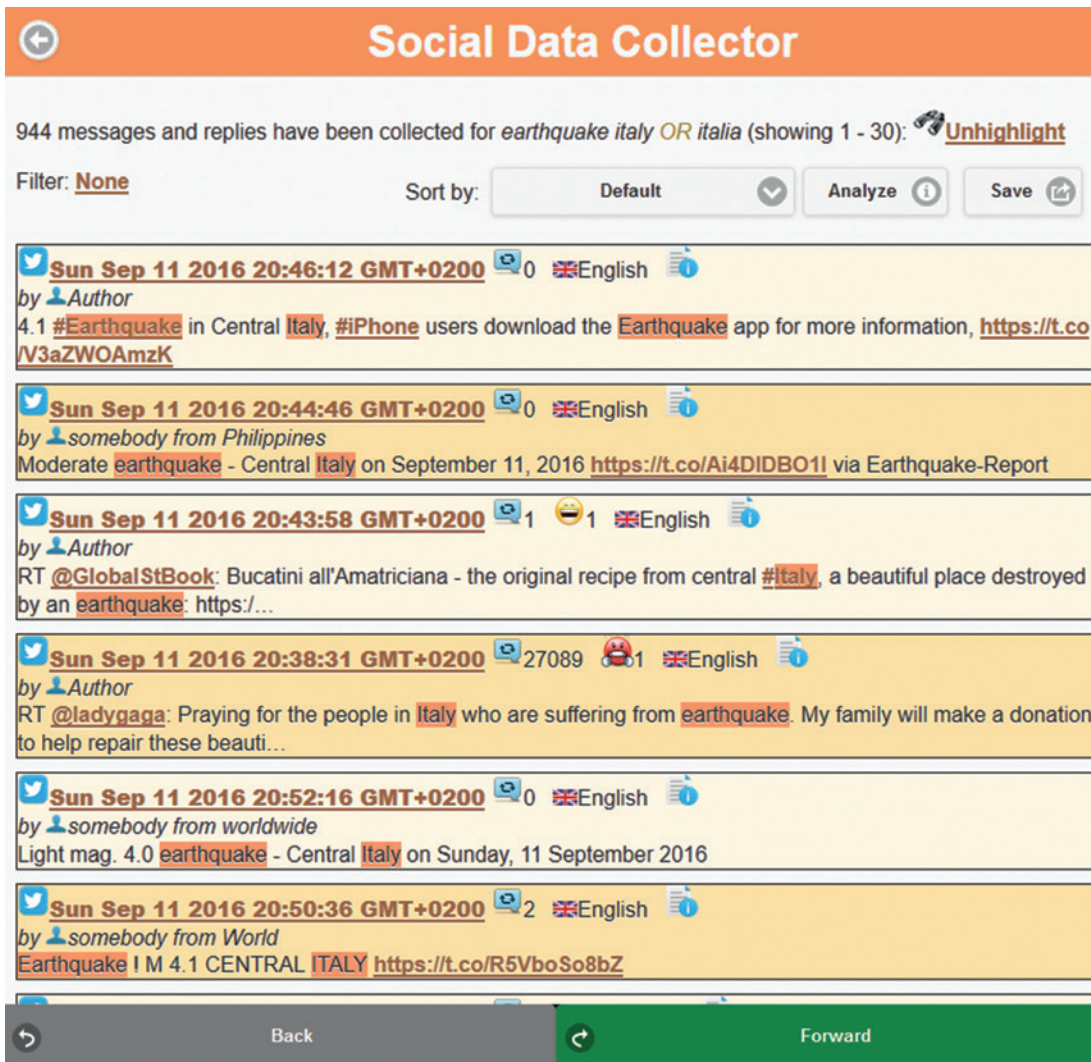 Social Data Collector
944 messages and replies have been collected for earthquake italy OR italia (showing 1 - 30): Unhighlight
Filter: None Sort by: Default Analyze Save
Sun Sep 11 2016 20:46:12 GMT+0200 0 English
by Author
4.1 #Earthquake in Central Italy, #iPhone users download the Earthquake app for more information, https://t.co
/V3aZWOAmzK
Sun Sep 11 2016 20:44:46 GMT+0200 0 English
by somebody from Philippines
Moderate earthquake - Central Italy on September 11, 2016 https://t.co/Ai4DIDBO1I via Earthquake-Report
Sun Sep 11 2016 20:43:58 GMT+0200 1 1 English
by Author
RT @GlobalStBook: Bucatini all'Amatriciana - the original recipe from central #Italy, a beautiful place destroyed
by an earthquake: https:/…
Sun Sep 11 2016 20:38:31 GMT+0200 27089 1 English
by Author
RT @ladygaga: Praying for the people in Italy who are suffering from earthquake. My family will make a donation
to help repair these beauti…
Sun Sep 11 2016 20:52:16 GMT+0200 0 English
by somebody from worldwide
Light mag. 4.0 earthquake - Central Italy on Sunday, 11 September 2016
Sun Sep 11 2016 20:50:36 GMT+0200 2 English
by somebody from World
Earthquake ! M 4.1 CENTRAL ITALY https://t.co/R5VboSo8bZ
Back Forward